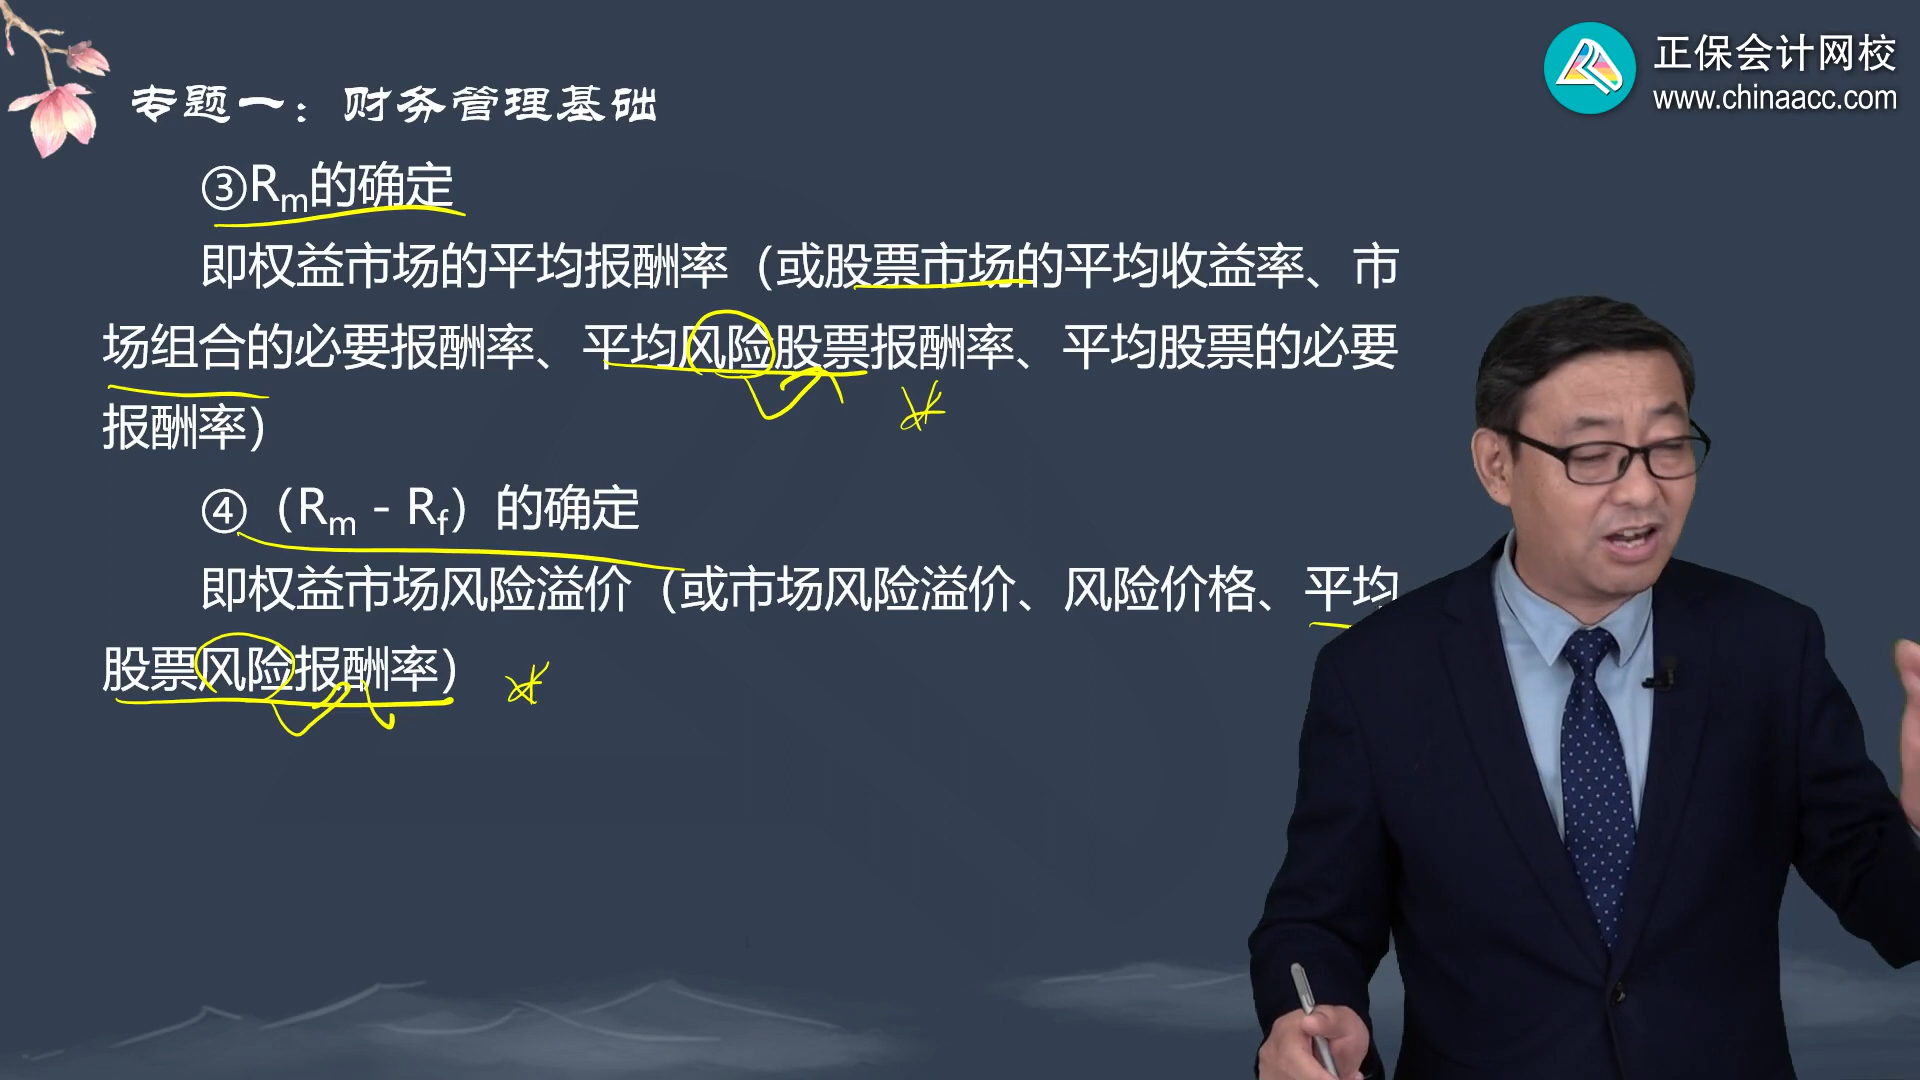 正保会计网校
www.chinaacc.com
专题一：财务管理基础
③Rm的确定
即权益市场的平均报酬率（或股票市场的平均收益率、市
场组合的必要报酬率、平均风险股票报酬率、平均股票的必要
报酬率）
④（Rm－Rf）的确定
即权益市场风险溢价（或市场风险溢价、风险价格、平均
股票风险报酬率）